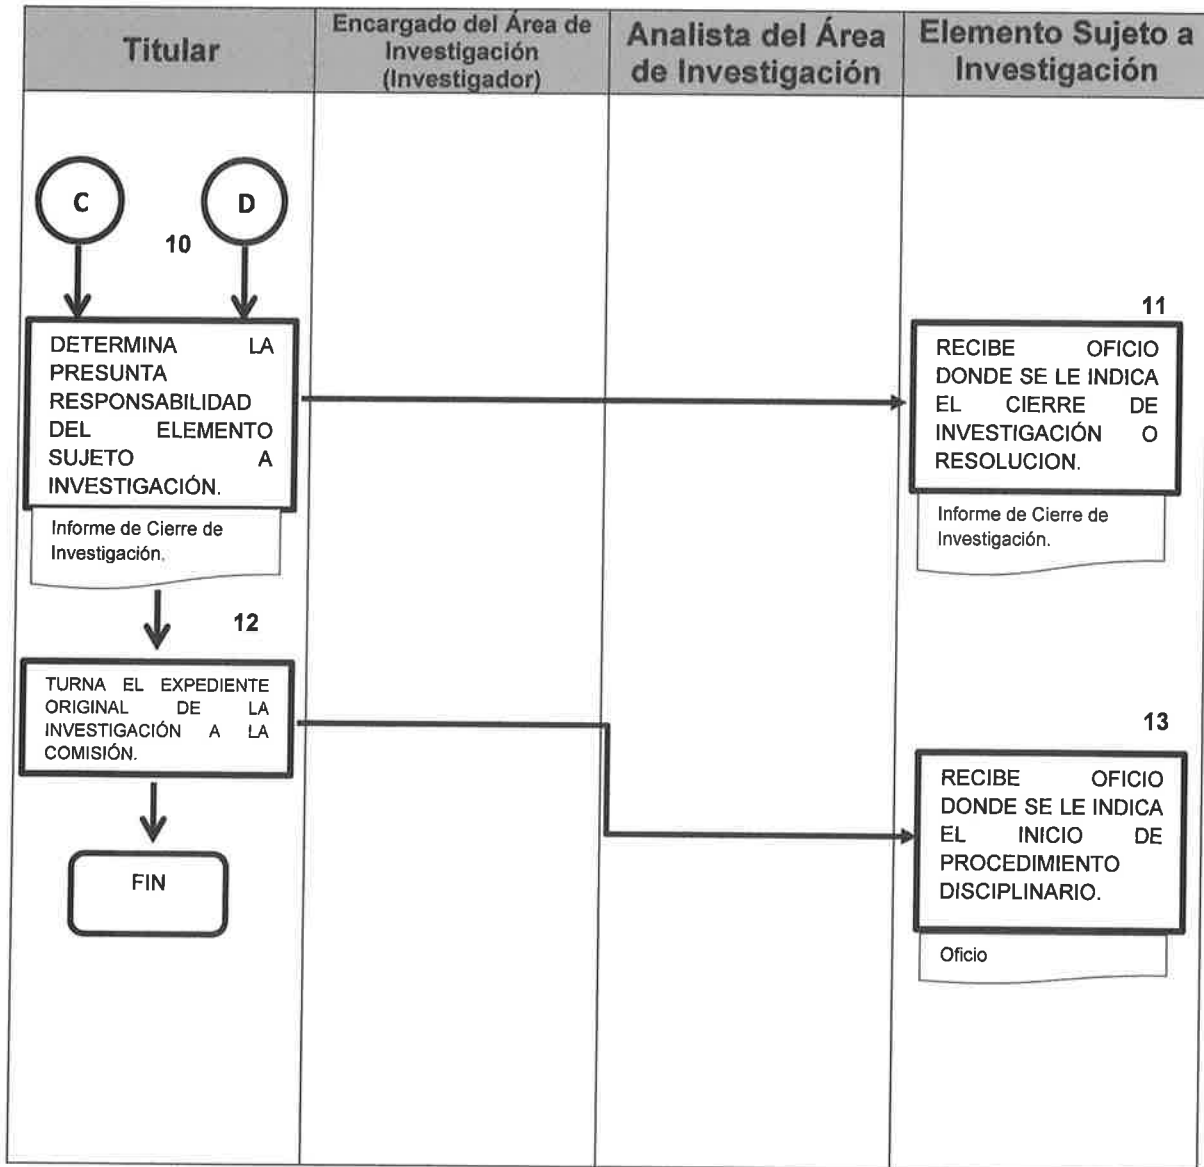 Titular
Encargado del Área de
Investigación
(Investigador)
Analista del Área
de Investigación
Elemento Sujeto a
Investigación
C
D
10
DETERMINA LA
PRESUNTA
RESPONSABILIDAD
DEL ELEMENTO
SUJETO A
INVESTIGACIÓN.
Informe de Cierre de
Investigación.
11
RECIBE OFICIO
DONDE SE LE INDICA
EL CIERRE DE
INVESTIGACIÓN O
RESOLUCION.
Informe de Cierre de
Investigación.
12
TURNA EL EXPEDIENTE
ORIGINAL DE LA
INVESTIGACIÓN A LA
COMISIÓN.
13
RECIBE OFICIO
DONDE SE LE INDICA
EL INICIO DE
PROCEDIMIENTO
DISCIPLINARIO.
Oficio
FIN